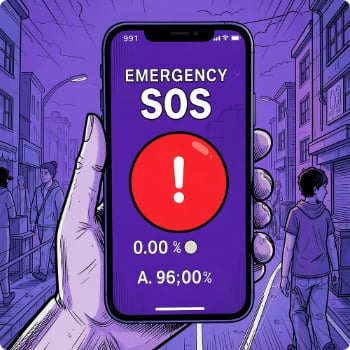 991
EMERGENCY
SOS
!
0.00 %
A. 96;00%